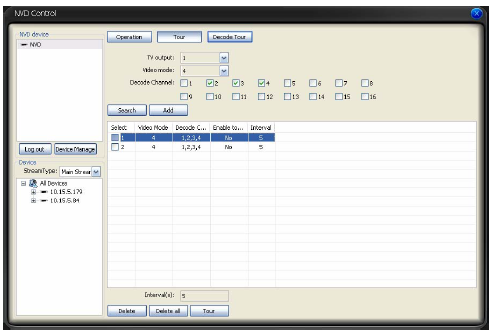 NVD Control
NVD device
NVD
Log out
Device Manage
Device
StreamType:
Main Strear
All Devices
10.15.5.179
10.15.5.84
Operation
Tour
Decode Tour
TV output: 1
Video mode: 4
Decode Channel: 1 2 3 4 5 6 7 8
9 10 11 12 13 14 15 16
Search
Add
Select Video Mode Decode C... Enable to... Interval
1 4 1,2,3,4 No 5
2 4 1,2,3,4 No 5
Interval(s): 5
Delete
Delete all
Tour